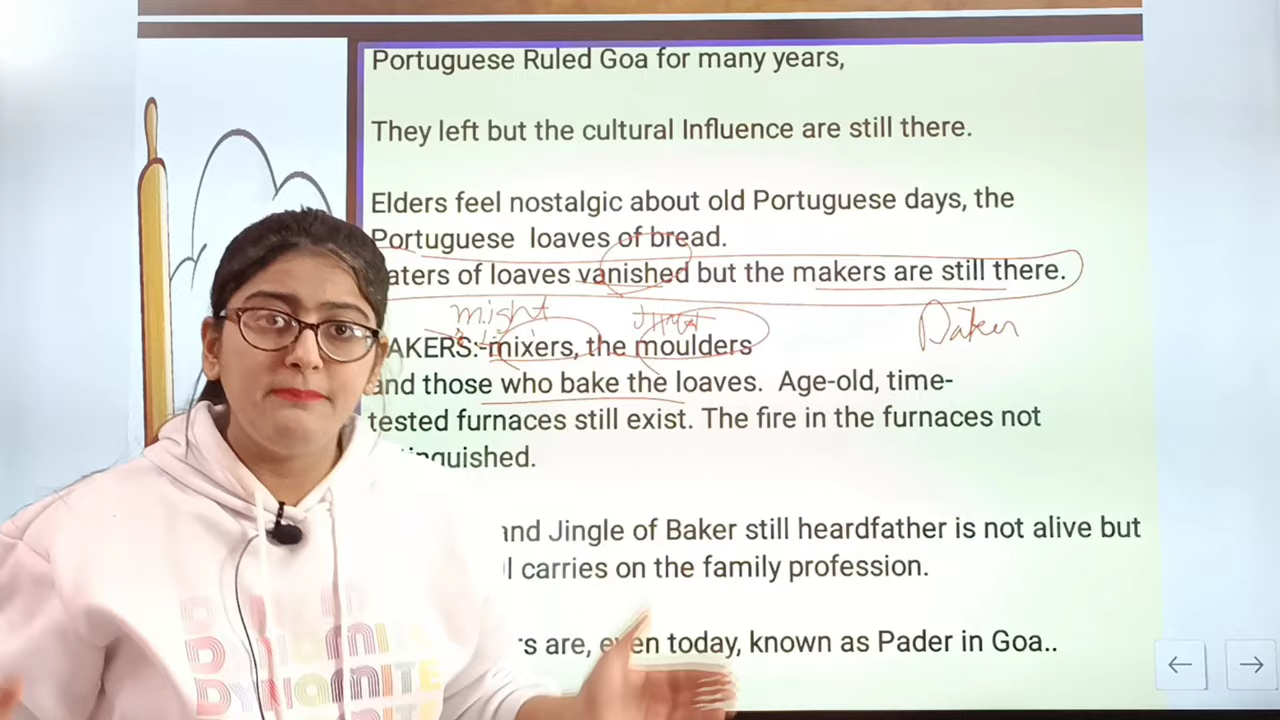 Portuguese Ruled Goa for many years,
They left but the cultural Influence are still there.
Elders feel nostalgic about old Portuguese days, the
Portuguese loaves of bread.
aters of loaves vanished but the makers are still there.
might
Baker
AKERS:-mixers, the moulders
and those who bake the loaves. Age-old, time-
tested furnaces still exist. The fire in the furnaces not
nguished.
and Jingle of Baker still heardfather is not alive but
l carries on the family profession.
rs are, even today, known as Pader in Goa..
DYNAMITE